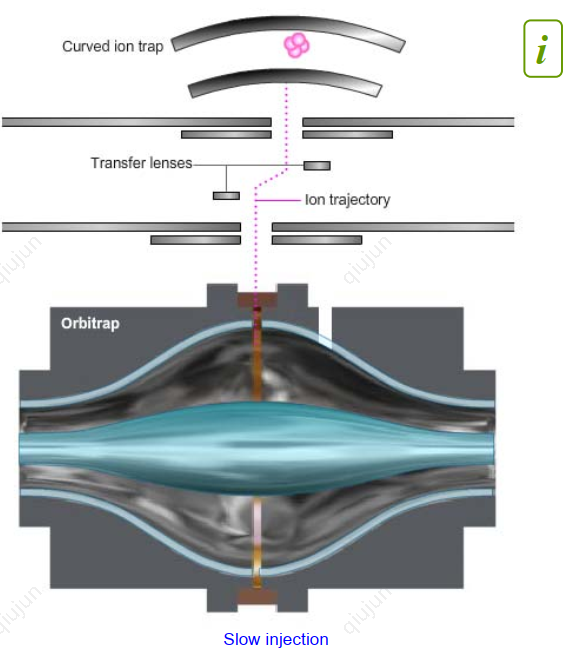 Curved ion trap
i
Transfer lenses
Ion trajectory
qiujun
qiujun
Orbitrap
qiujun
qiujun
Slow injection